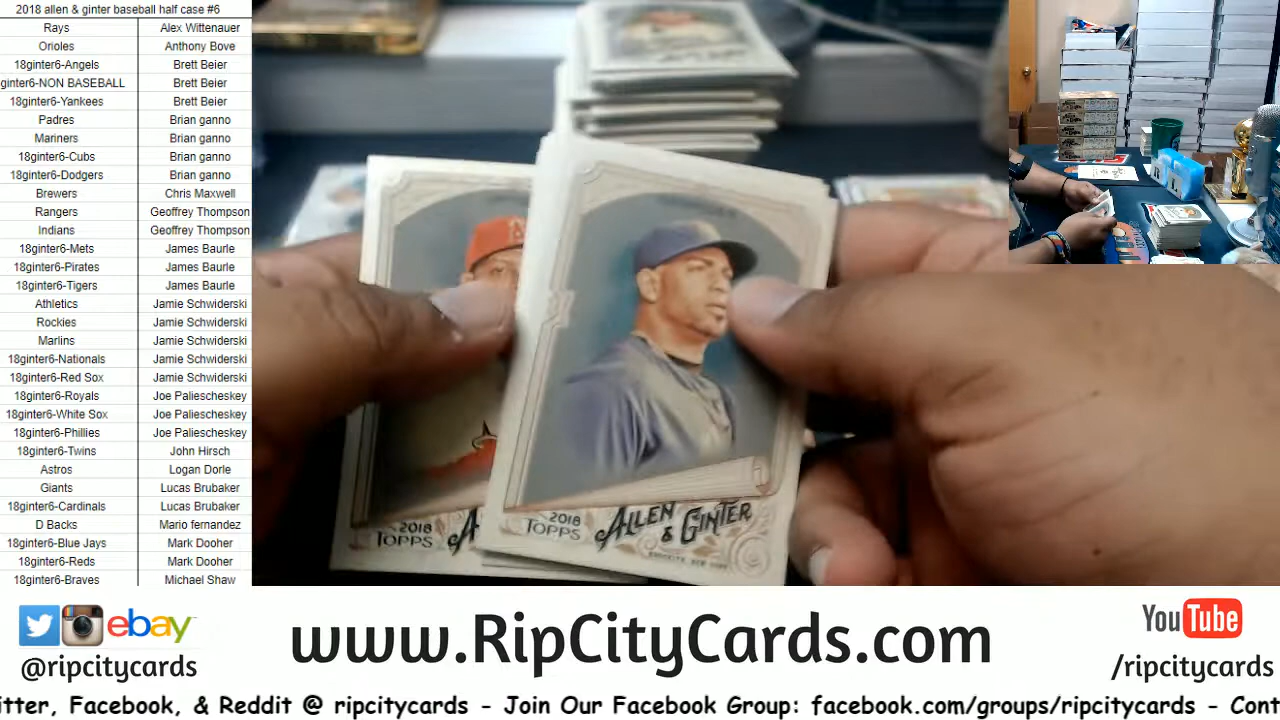 2018 allen & ginter baseball half case #6
Rays Alex Wittenauer
Orioles Anthony Bove
18ginter6-Angels Brett Beier
ginter6-NON BASEBALL Brett Beier
18ginter6-Yankees Brett Beier
Padres Brian ganno
Mariners Brian ganno
18ginter6-Cubs Brian ganno
18ginter6-Dodgers Brian ganno
Brewers Chris Maxwell
Rangers Geoffrey Thompson
Indians Geoffrey Thompson
18ginter6-Mets James Baurle
18ginter6-Pirates James Baurle
18ginter6-Tigers James Baurle
Athletics Jamie Schwiderski
Rockies Jamie Schwiderski
Marlins Jamie Schwiderski
18ginter6-Nationals Jamie Schwiderski
18ginter6-Red Sox Jamie Schwiderski
18ginter6-Royals Joe Paliescheskey
18ginter6-White Sox Joe Paliescheskey
18ginter6-Phillies Joe Paliescheskey
18ginter6-Twins John Hirsch
Astros Logan Dorle
Giants Lucas Brubaker
18ginter6-Cardinals Lucas Brubaker
D Backs Mario fernandez
18ginter6-Blue Jays Mark Dooher
18ginter6-Reds Mark Dooher
18ginter6-Braves Michael Shaw
2018
TOPPS
A
2018
TOPPS
ALLEN
& GINTER
ebay
@ripcitycards
www.RipCityCards.com
YouTube
/ripcitycards
itter, Facebook, & Reddit @ ripcitycards - Join Our Facebook Group: facebook.com/groups/ripcitycards - Cont